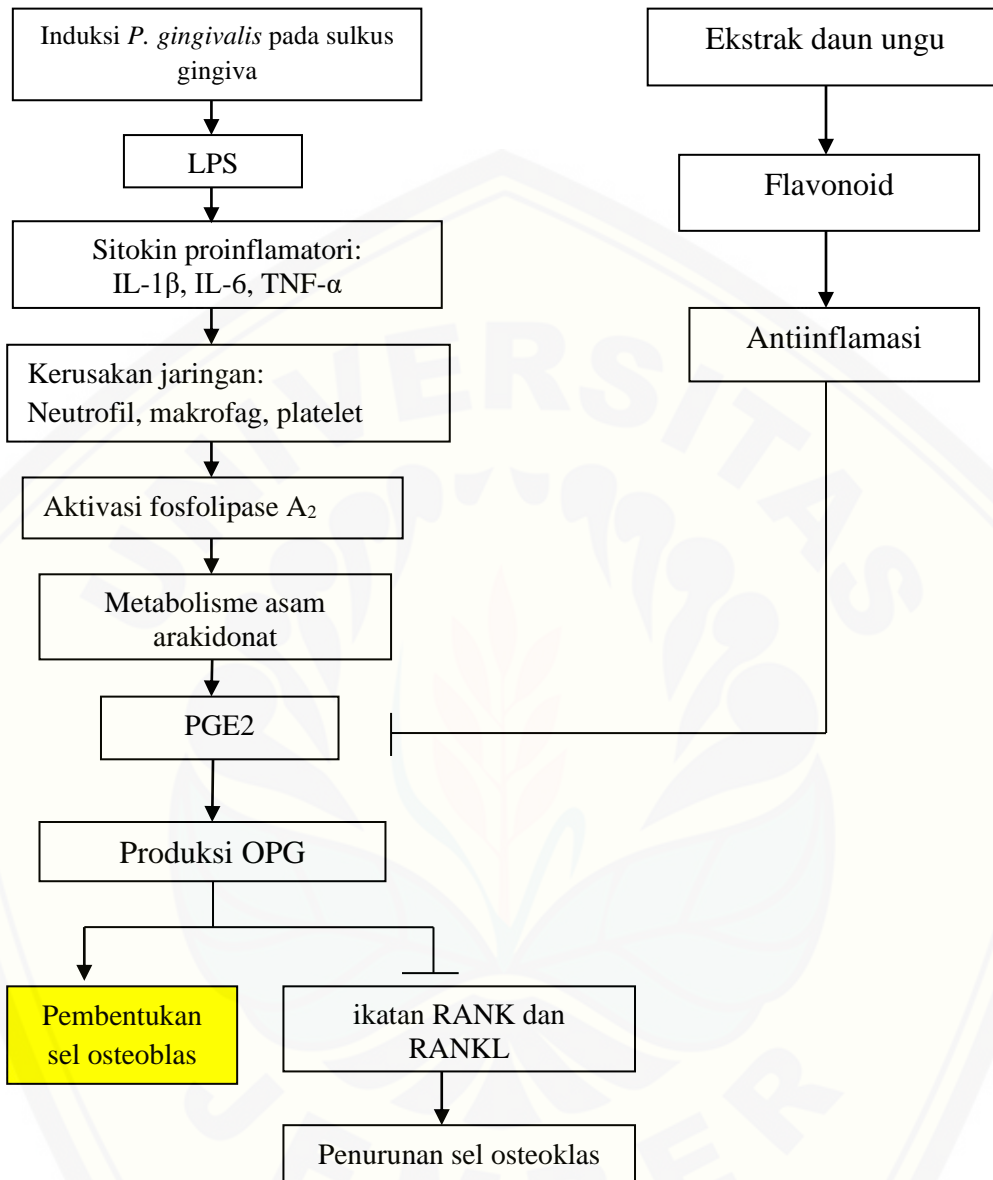 Induksi P. gingivalis pada sulkus
gingiva
LPS
Sitokin proinflamatori:
IL-1β, IL-6, TNF-α
Kerusakan jaringan:
Neutrofil, makrofag, platelet
Aktivasi fosfolipase A₂
Metabolisme asam
arakidonat
PGE2
Produksi OPG
Pembentukan
sel osteoblas
ikatan RANK dan
RANKL
Penurunan sel osteoklas
Ekstrak daun ungu
Flavonoid
Antiinflamasi
UNIVERSITAS
JEMBER